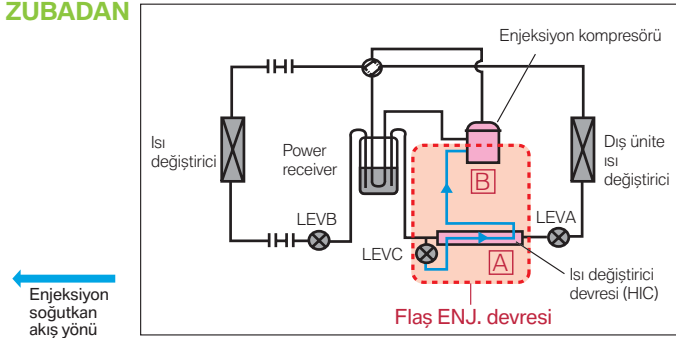 ZUBADAN
Enjeksiyon kompresörü
Isı
değiştirici
Power
receiver
Dış ünite
ısı
değiştirici
B
LEVB
LEVA
LEVC
A
Isı değiştirici
devresi (HIC)
Flaş ENJ. devresi
Enjeksiyon
soğutkan
akış yönü